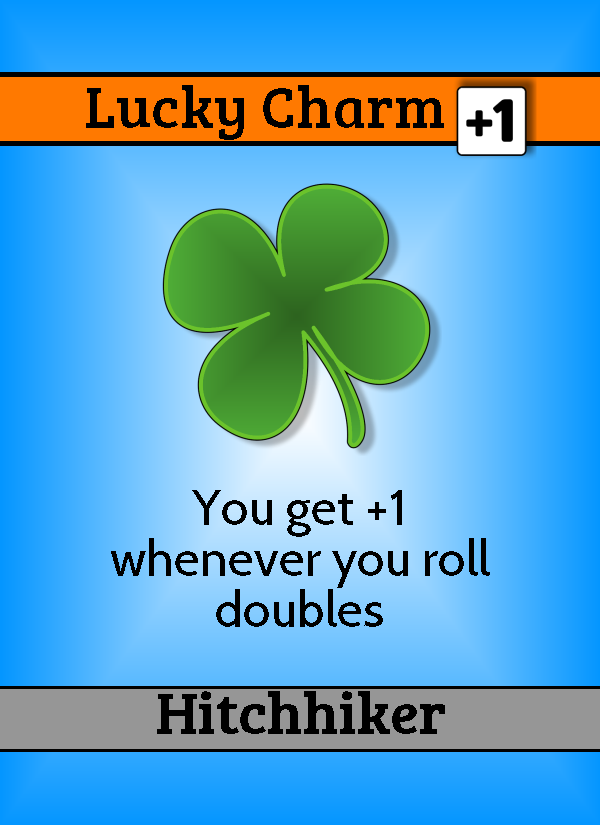 Lucky Charm +1
You get +1
whenever you roll
doubles
Hitchhiker